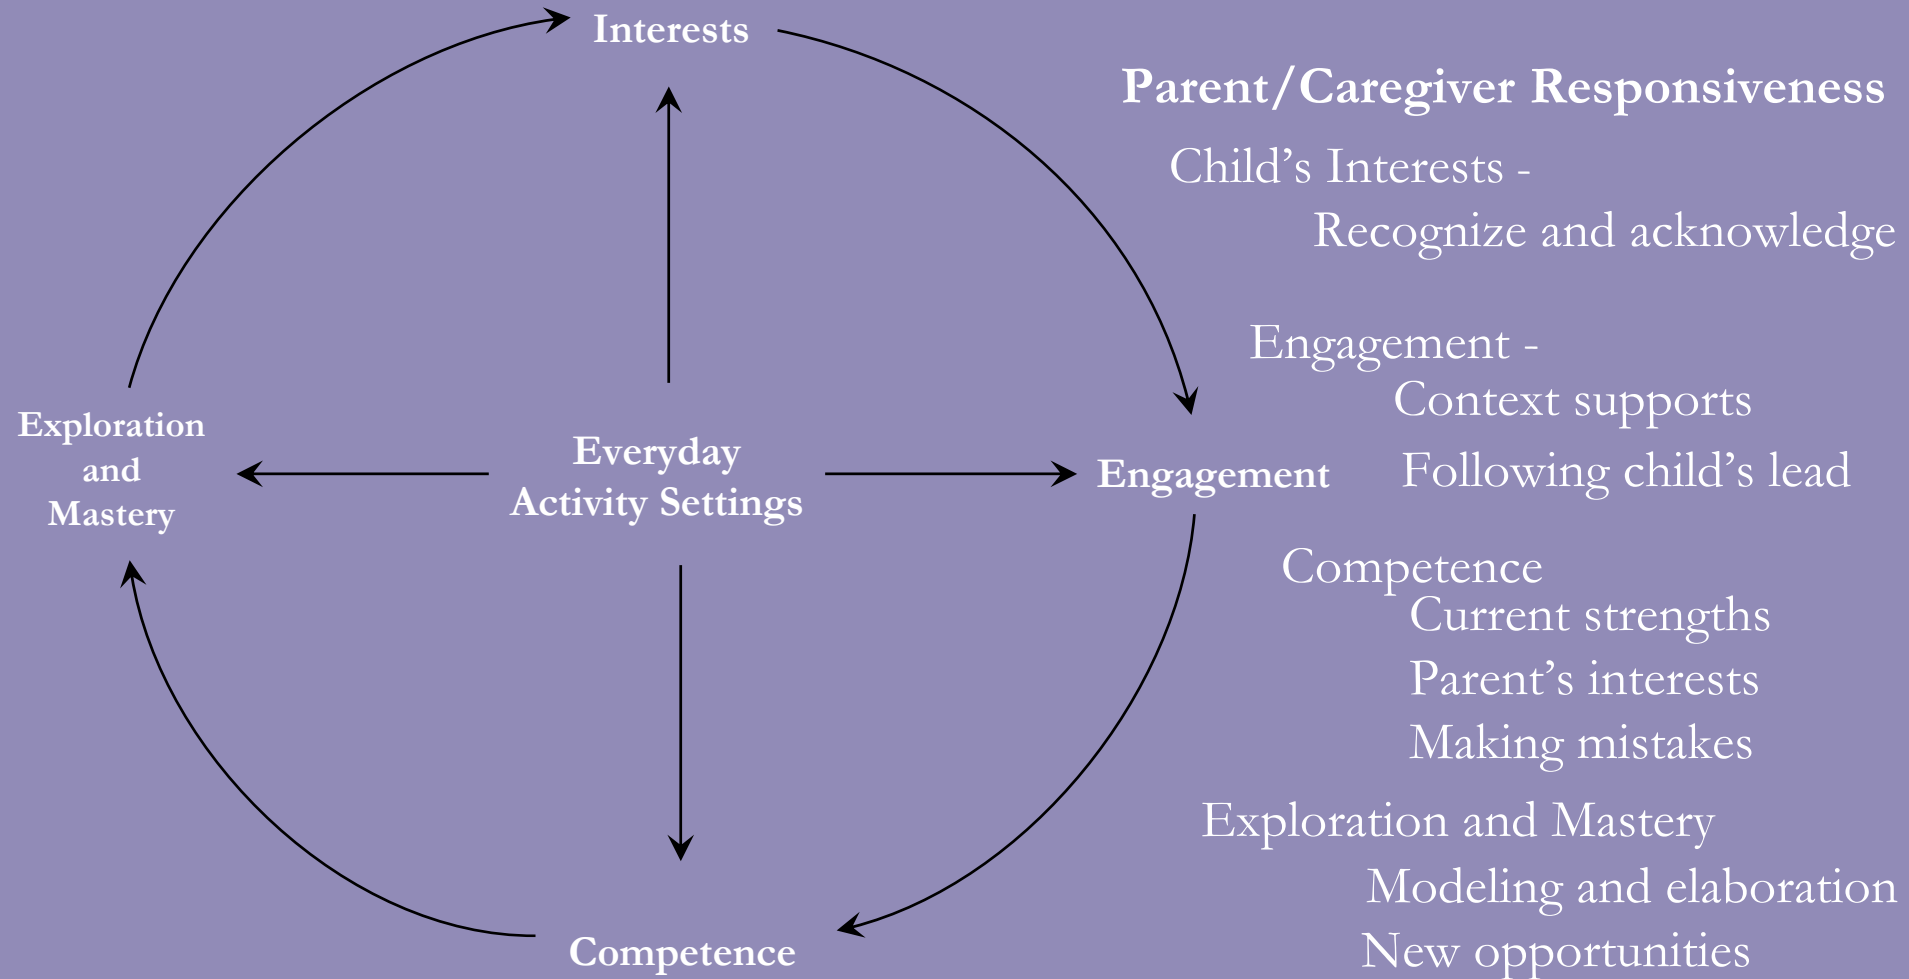 Interests
Exploration
and
Mastery
Everyday
Activity Settings
Engagement
Competence
Parent/Caregiver Responsiveness
Child’s Interests -
Recognize and acknowledge
Engagement -
Context supports
Following child’s lead
Competence
Current strengths
Parent’s interests
Making mistakes
Exploration and Mastery
Modeling and elaboration
New opportunities